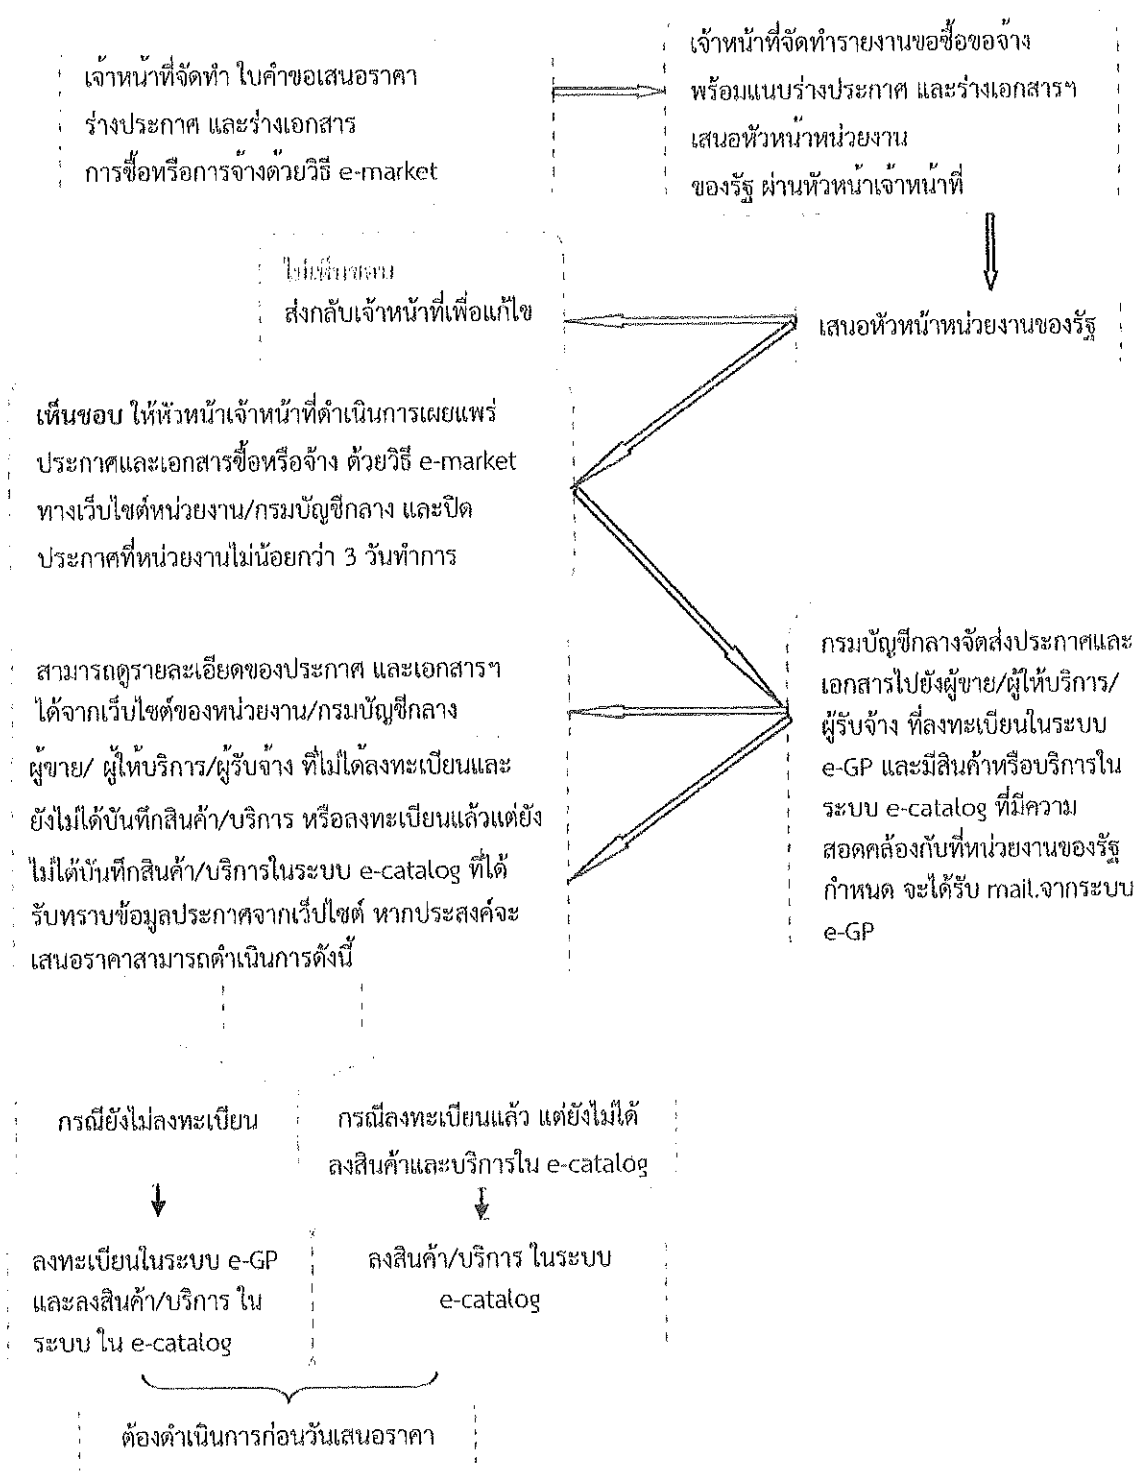 เจ้าหน้าที่จัดทำ ใบคำขอเสนอราคา
ร่างประกาศ และร่างเอกสาร
การซื้อหรือการจ้างด้วยวิธี e-market
เจ้าหน้าที่จัดทำรายงานขอซื้อขอจ้าง
พร้อมแนบร่างประกาศ และร่างเอกสารฯ
เสนอหัวหน้าหน่วยงาน
ของรัฐ ผ่านหัวหน้าเจ้าหน้าที่
เสนอหัวหน้าหน่วยงานของรัฐ
ไม่เห็นชอบ
ส่งกลับเจ้าหน้าที่เพื่อแก้ไข
เห็นชอบ ให้หัวหน้าเจ้าหน้าที่ดำเนินการเผยแพร่
ประกาศและเอกสารซื้อหรือจ้าง ด้วยวิธี e-market
ทางเว็บไซต์หน่วยงาน/กรมบัญชีกลาง และปิด
ประกาศที่หน่วยงานไม่น้อยกว่า 3 วันทำการ
กรมบัญชีกลางจัดส่งประกาศและ
เอกสารไปยังผู้ขาย/ผู้ให้บริการ/
ผู้รับจ้าง ที่ลงทะเบียนในระบบ
e-GP และมีสินค้าหรือบริการใน
ระบบ e-catalog ที่มีความ
สอดคล้องกับที่หน่วยงานของรัฐ
กำหนด จะได้รับ mail.จากระบบ
e-GP
สามารถดูรายละเอียดของประกาศ และเอกสารฯ
ได้จากเว็บไซต์ของหน่วยงาน/กรมบัญชีกลาง
ผู้ขาย/ ผู้ให้บริการ/ผู้รับจ้าง ที่ไม่ได้ลงทะเบียนและ
ยังไม่ได้บันทึกสินค้า/บริการ หรือลงทะเบียนแล้วแต่ยัง
ไม่ได้บันทึกสินค้า/บริการในระบบ e-catalog ที่ได้
รับทราบข้อมูลประกาศจากเว็ปไซต์ หากประสงค์จะ
เสนอราคาสามารถดำเนินการดังนี้
กรณียังไม่ลงทะเบียน
กรณีลงทะเบียนแล้ว แต่ยังไม่ได้
ลงสินค้าและบริการใน e-catalog
ลงทะเบียนในระบบ e-GP
และลงสินค้า/บริการ ใน
ระบบ ใน e-catalog
ลงสินค้า/บริการ ในระบบ
e-catalog
ต้องดำเนินการก่อนวันเสนอราคา